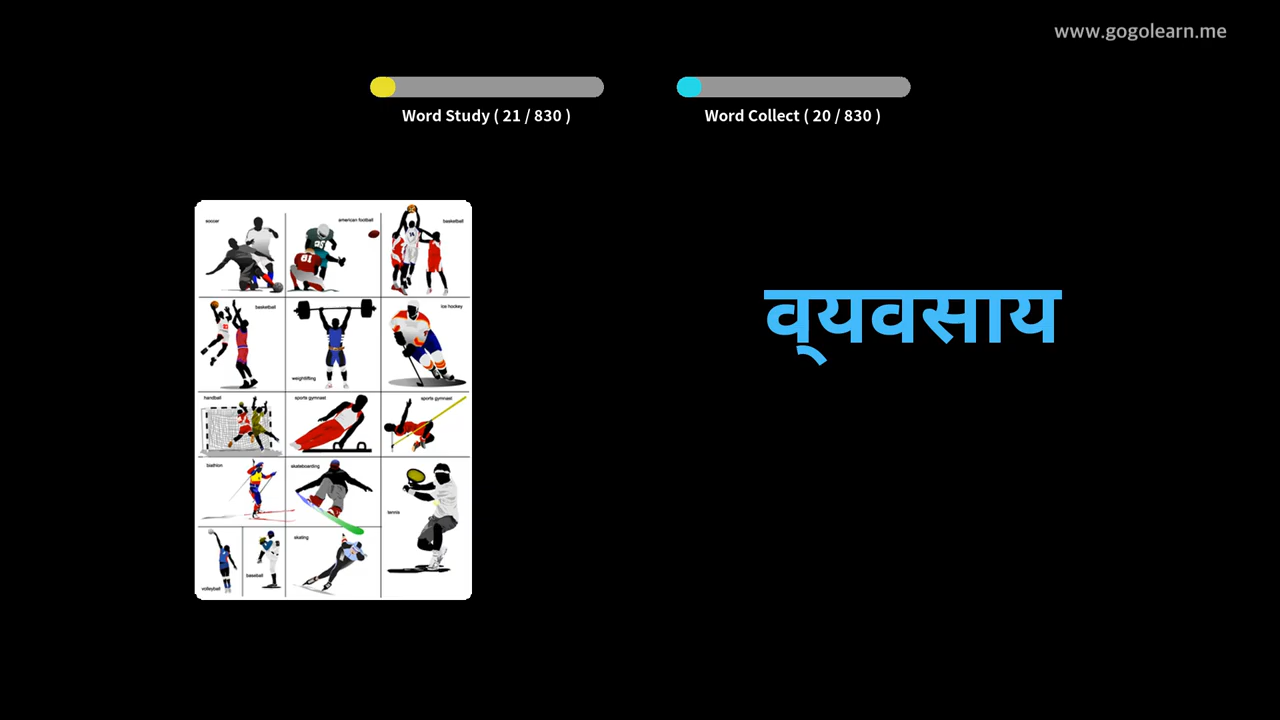 www.gogolearn.me
Word Study ( 21 / 830 )
Word Collect ( 20 / 830 )
soccer
american football
basketball
basketball
weightlifting
ice hockey
handball
sports gymnast
sports gymnast
biathlon
skateboarding
tennis
volleyball
baseball
skating
व्‌यवसाय